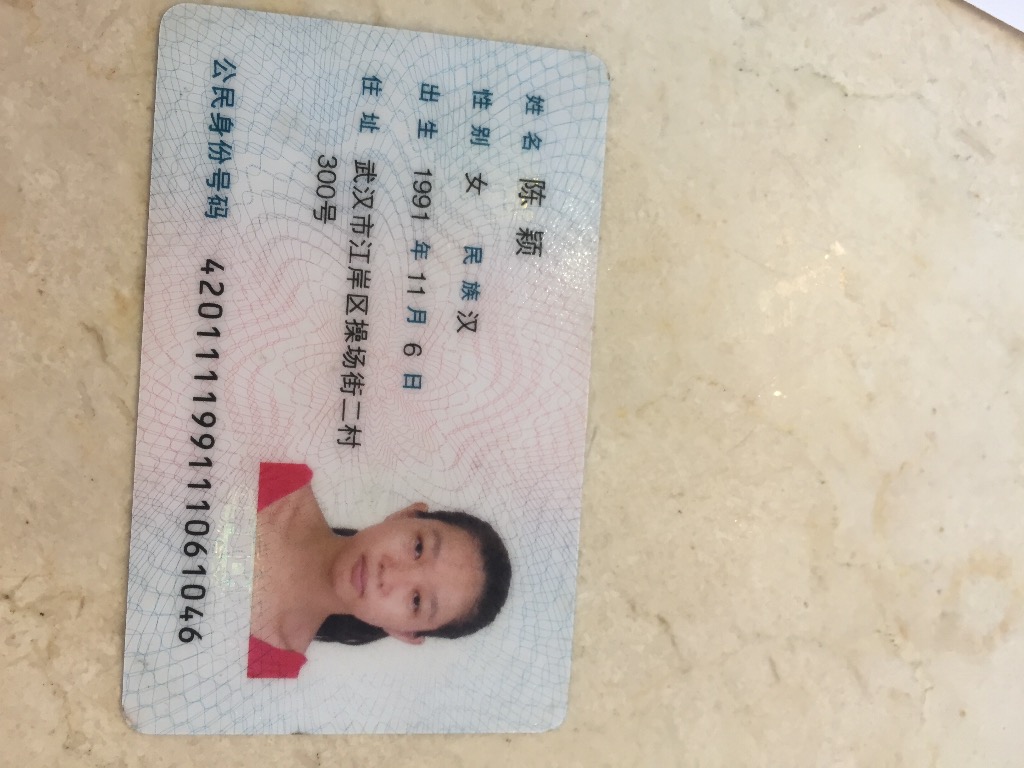 姓名 陈颖
性别 女 民族 汉
出生 1991 年 11 月 6 日
住址 武汉市江岸区操场街二村
300号
公民身份号码 420111199111061046